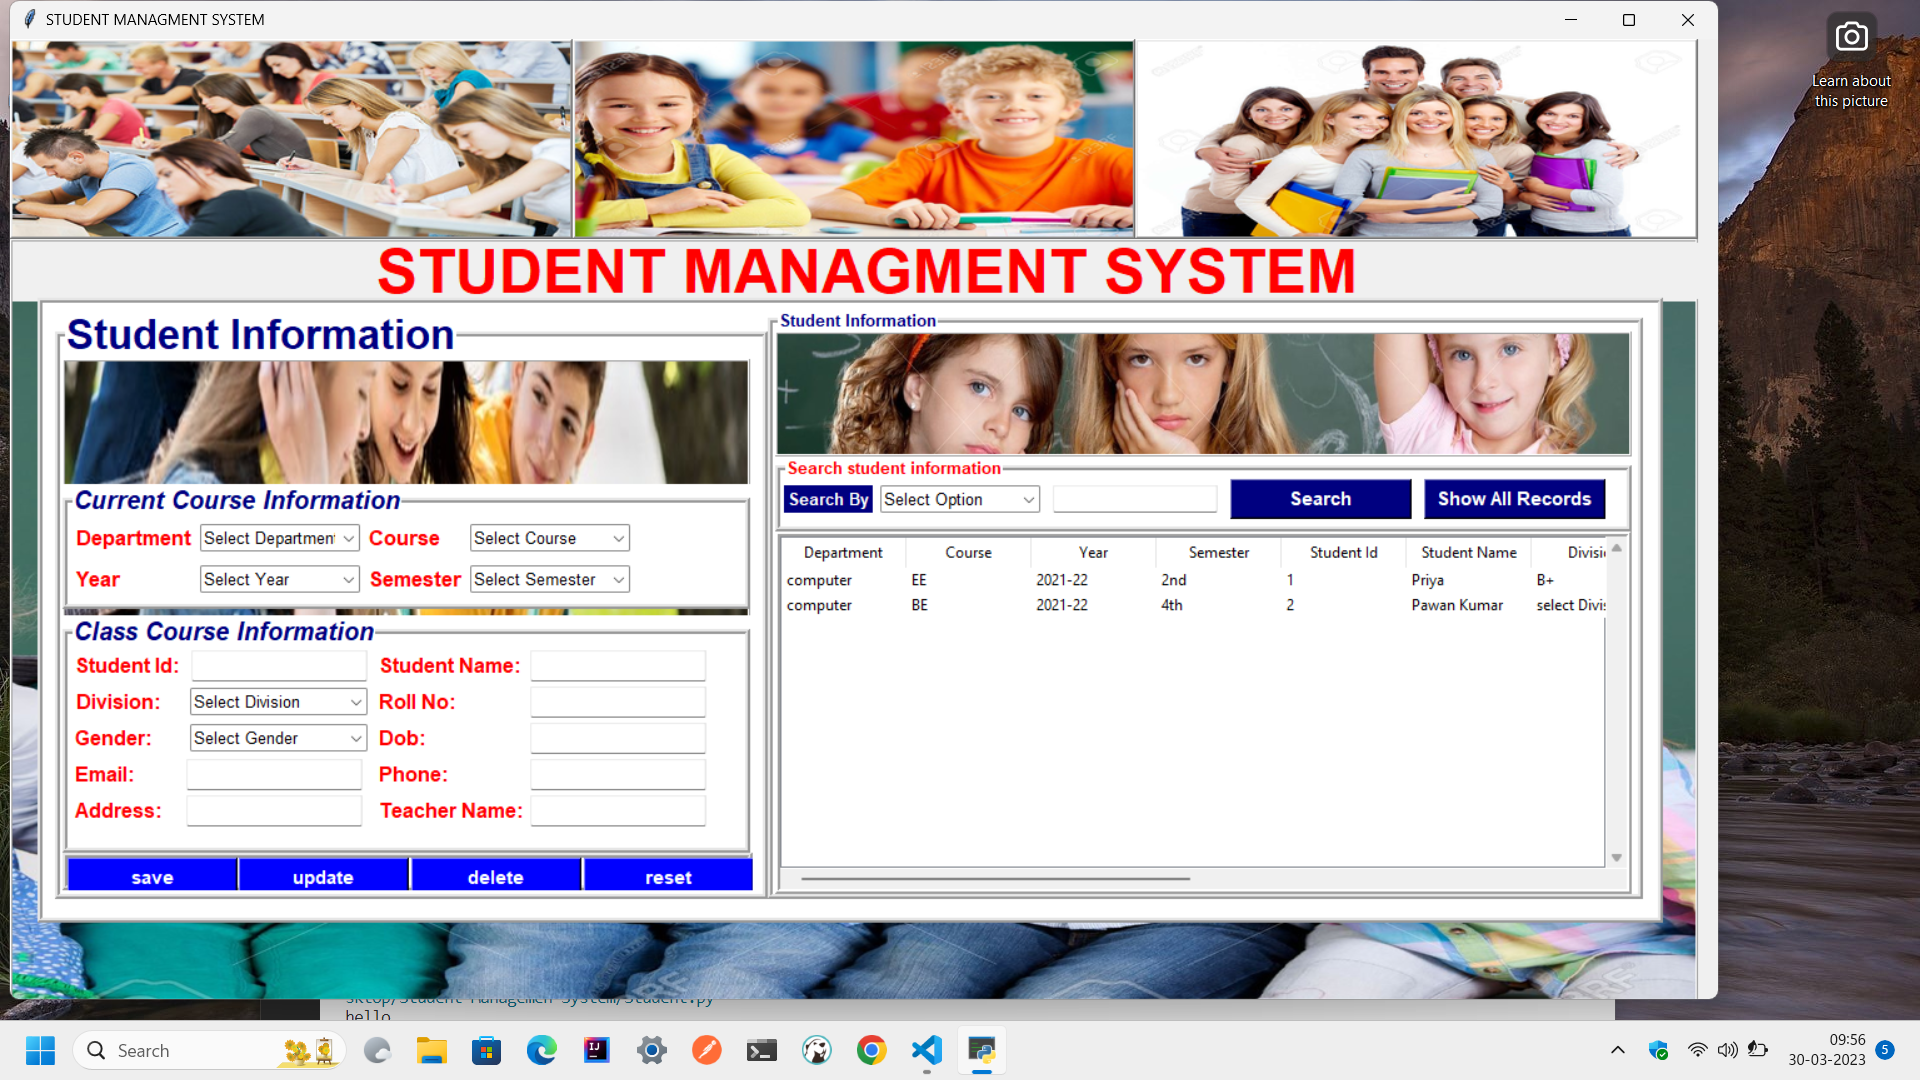 STUDENT MANAGMENT SYSTEM
Learn about
this picture
STUDENT MANAGMENT SYSTEM
Student Information
Current Course Information
Department Select Department Course Select Course
Year Select Year Semester Select Semester
Class Course Information
Student Id: Student Name:
Division: Select Division Roll No:
Gender: Select Gender Dob:
Email: Phone:
Address: Teacher Name:
save update delete reset
Student Information
Search student information
Search By Select Option Search Show All Records
Department Course Year Semester Student Id Student Name Divisi
computer EE 2021-22 2nd 1 Priya B+
computer BE 2021-22 4th 2 Pawan Kumar select Divis
sktop/Student Managemen System/Student.py
hello
Search
IJ
09:56
30-03-2023
5